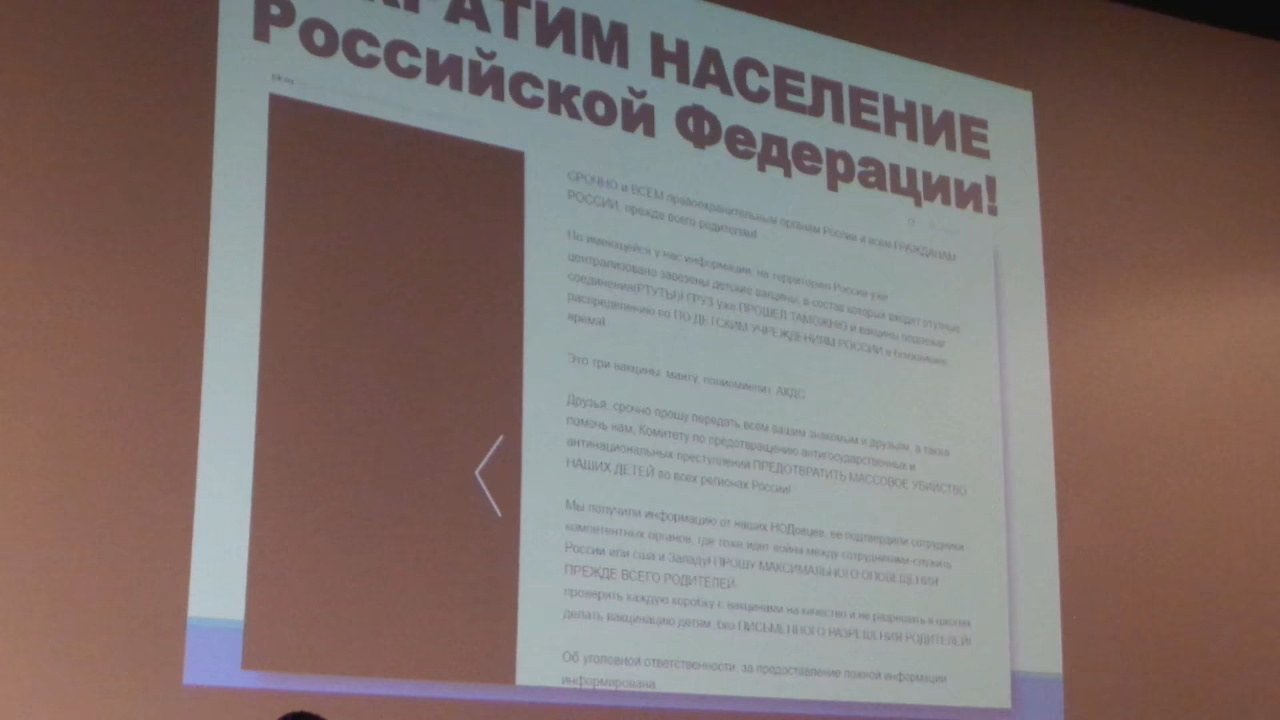 КРАТИМ НАСЕЛЕНИЕ
Российской Федерации!
СРОЧНО и ВСЕМ правоохранительным органам России и всем ГРАЖДАНАМ
РОССИИ, прежде всего родителям!
По имеющейся у нас информации, на территорию России уже
централизовано завезены детские вакцины, в состав которых входят ртутные
соединения(РТУТЬ)! ГРУЗ уже ПРОШЕЛ ТАМОЖНЮ и вакцины подлежат
распределению во ПО ДЕТСКИМ УЧРЕЖДЕНИЯМ РОССИИ в ближайшее
время!
Это три вакцины: манту, полиомиелит, АКДС
Друзья, срочно прошу передать всем вашим знакомым и друзьям, а также
помочь нам, Комитету по предотвращению антигосударственных и
антинациональных преступлений ПРЕДОТВРАТИТЬ МАССОВОЕ УБИЙСТВО
НАШИХ ДЕТЕЙ во всех регионах России!
Мы получили информацию от наших НОДовцев, ее подтвердили сотрудники
компетентных органов, где тоже идет война между сотрудниками-служить
России или сша и Западу! ПРОШУ МАКСИМАЛЬНОГО ОПОВЕЩЕНИЯ
ПРЕЖДЕ ВСЕГО РОДИТЕЛЕЙ-
проверять каждую коробку с вакцинами на качество и не разрешать в школах
делать вакцинацию детям, без ПИСЬМЕННОГО РАЗРЕШЕНИЯ РОДИТЕЛЕЙ!
Об уголовной ответственности, за предоставление ложной информации
информирована.